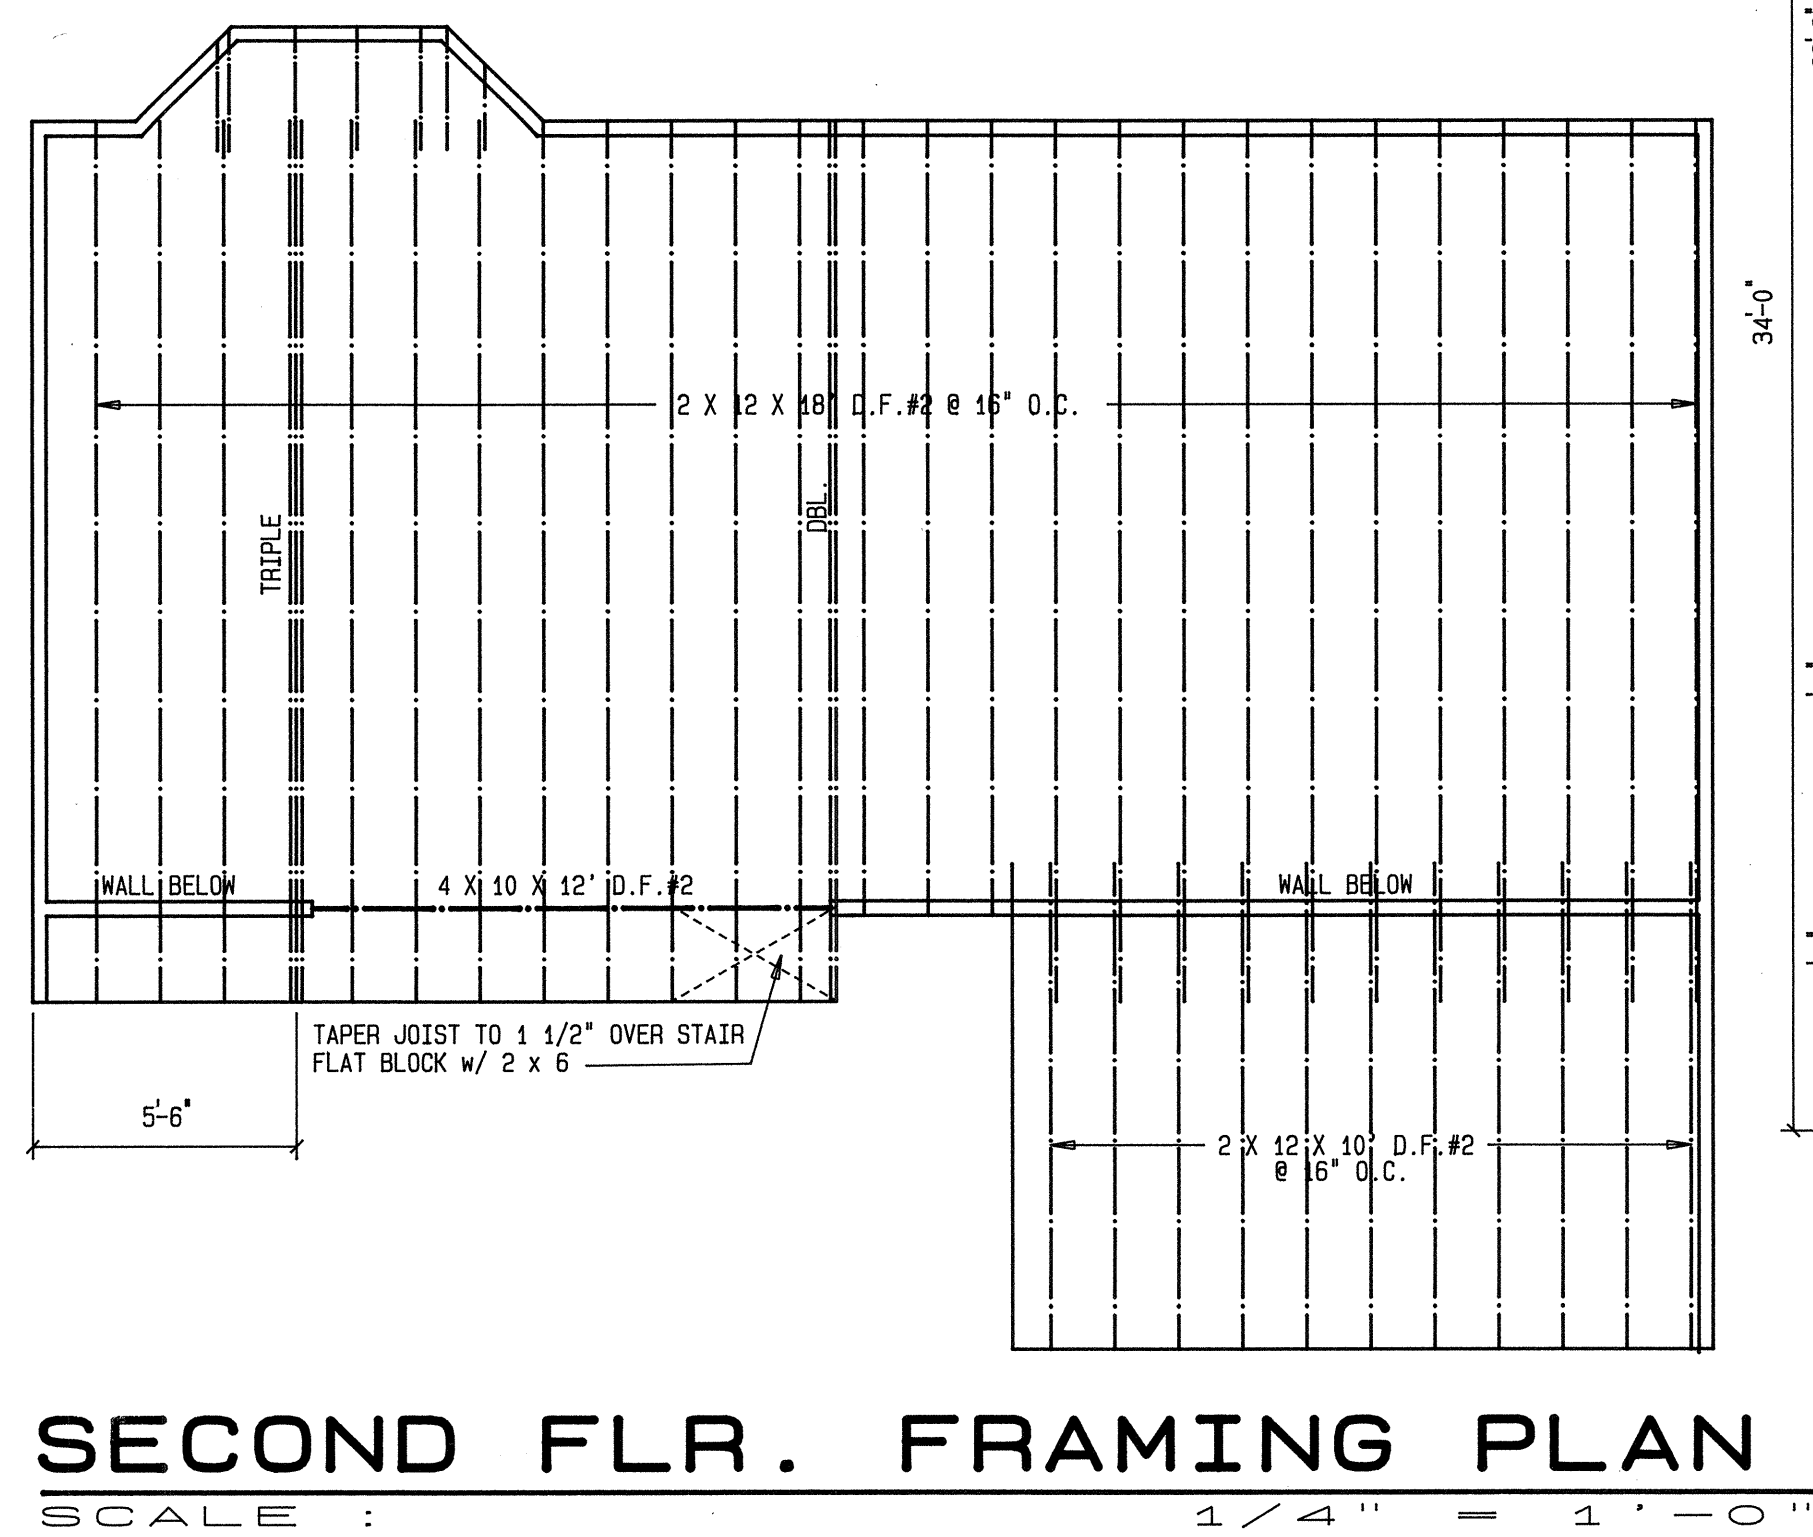 34'-0"
2 X 12 X 18' D.F.#2 @ 16" O.C.
DBL.
TRIPLE
WALL BELOW
4 X 10 X 12' D.F.#2
WALL BELOW
TAPER JOIST TO 1 1/2" OVER STAIR
FLAT BLOCK w/ 2 x 6
5'-6"
2 X 12 X 10' D.F.#2
@ 16" O.C.
SECOND FLR. FRAMING PLAN
SCALE : 1/4" = 1'-0"